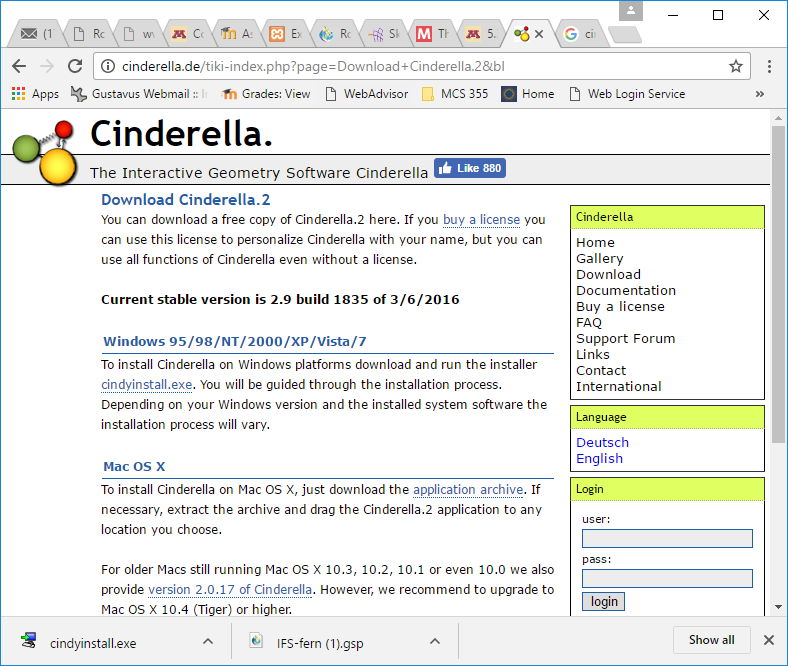 (1
Rc
w
Cc
As
Ex
Rc
Sk
Th
5.
ci
cinderella.de/tiki-index.php?page=Download+Cinderella.2&bl
Apps
Gustavus Webmail ::
Grades: View
WebAdvisor
MCS 355
Home
Web Login Service
»
Cinderella.
The Interactive Geometry Software Cinderella
Like 880
Download Cinderella.2
You can download a free copy of Cinderella.2 here. If you buy a license you
can use this license to personalize Cinderella with your name, but you can
use all functions of Cinderella even without a license.
Current stable version is 2.9 build 1835 of 3/6/2016
Windows 95/98/NT/2000/XP/Vista/7
To install Cinderella on Windows platforms download and run the installer
cindyinstall.exe. You will be guided through the installation process.
Depending on your Windows version and the installed system software the
installation process will vary.
Mac OS X
To install Cinderella on Mac OS X, just download the application archive. If
necessary, extract the archive and drag the Cinderella.2 application to any
location you choose.
For older Macs still running Mac OS X 10.3, 10.2, 10.1 or even 10.0 we also
provide version 2.0.17 of Cinderella. However, we recommend to upgrade to
Mac OS X 10.4 (Tiger) or higher.
Cinderella
Home
Gallery
Download
Documentation
Buy a license
FAQ
Support Forum
Links
Contact
International
Language
Deutsch
English
Login
user:
pass:
login
cindyinstall.exe
IFS-fern (1).gsp
Show all